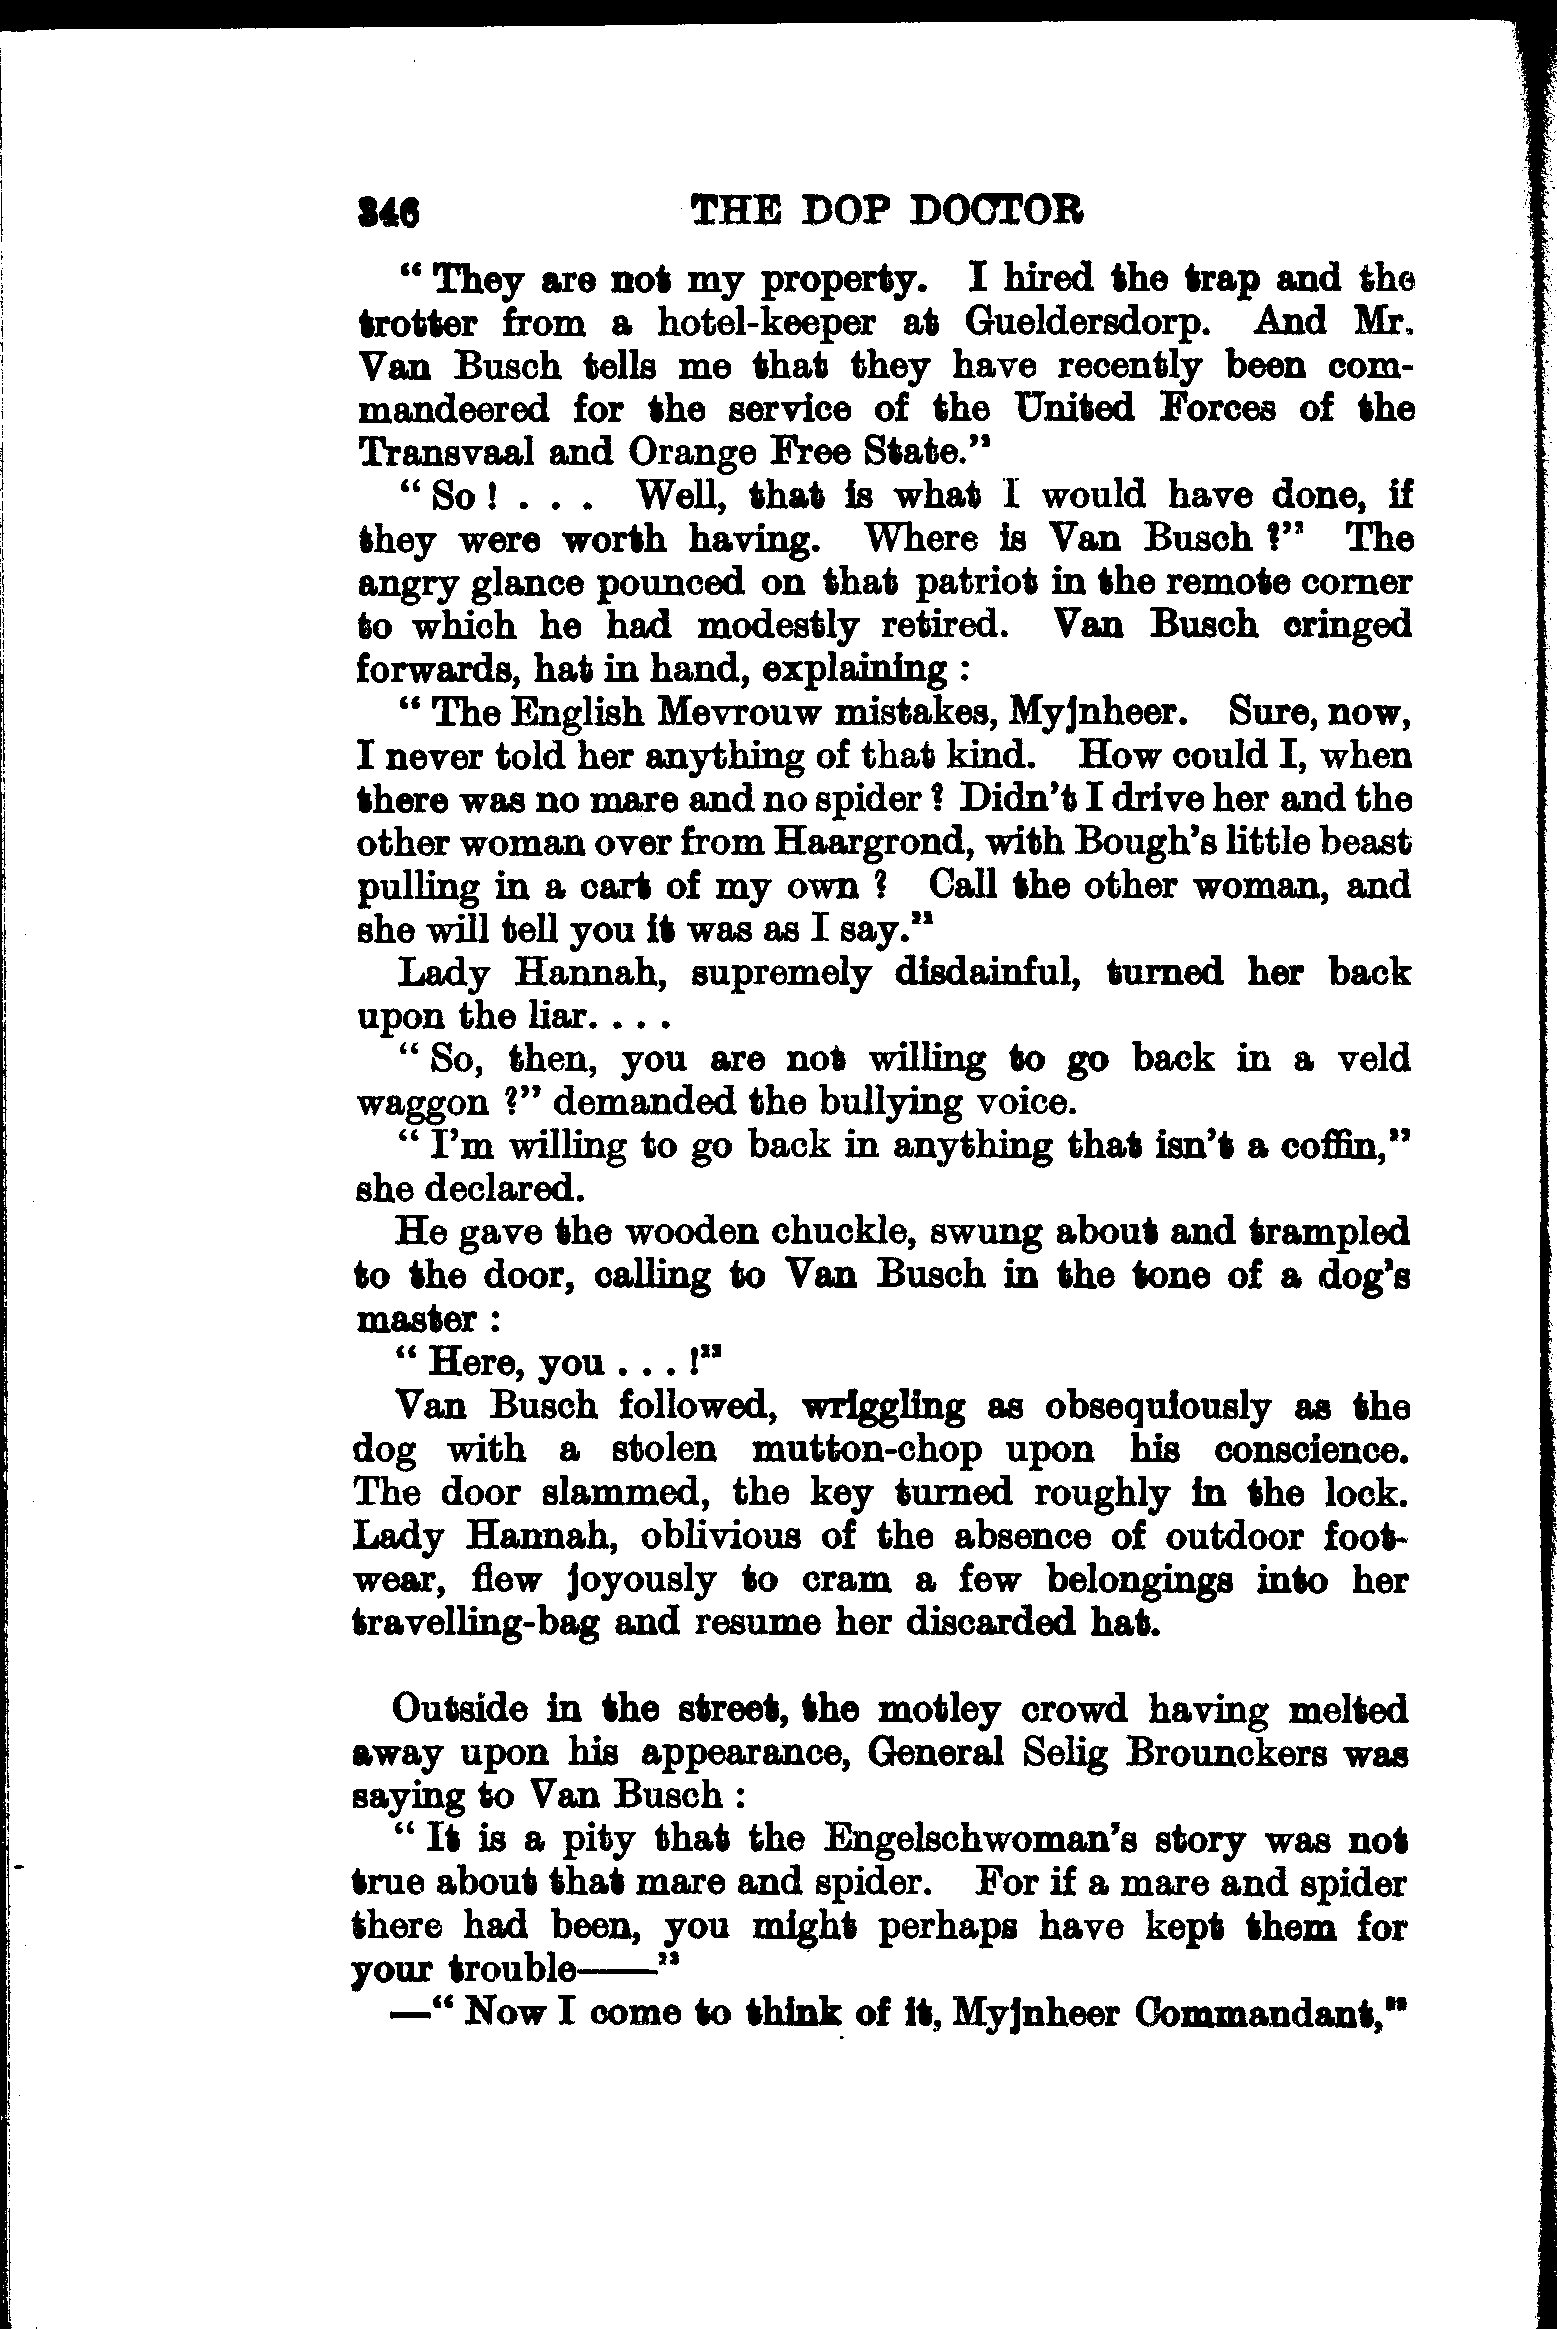 346 THE DOP DOCTOR
“ They are not my property. I hired the trap and the
trotter from a hotel-keeper at Gueldersdorp. And Mr.
Van Busch tells me that they have recently been com-
mandeered for the service of the United Forces of the
Transvaal and Orange Free State.”
“ So ! . . . Well, that is what I would have done, if
they were worth having. Where is Van Busch ?” The
angry glance pounced on that patriot in the remote corner
to which he had modestly retired. Van Busch cringed
forwards, hat in hand, explaining :
“ The English Mevrouw mistakes, Myjnheer. Sure, now,
I never told her anything of that kind. How could I, when
there was no mare and no spider ? Didn’t I drive her and the
other woman over from Haargrond, with Bough’s little beast
pulling in a cart of my own ? Call the other woman, and
she will tell you it was as I say.”
Lady Hannah, supremely disdainful, turned her back
upon the liar. . . .
“ So, then, you are not willing to go back in a veld
waggon ?” demanded the bullying voice.
“ I’m willing to go back in anything that isn’t a coffin,”
she declared.
He gave the wooden chuckle, swung about and trampled
to the door, calling to Van Busch in the tone of a dog’s
master :
“ Here, you . . . !”
Van Busch followed, wriggling as obsequiously as the
dog with a stolen mutton-chop upon his conscience.
The door slammed, the key turned roughly in the lock.
Lady Hannah, oblivious of the absence of outdoor foot-
wear, flew joyously to cram a few belongings into her
travelling-bag and resume her discarded hat.
Outside in the street, the motley crowd having melted
away upon his appearance, General Selig Brounckers was
saying to Van Busch :
“ It is a pity that the Engelschwoman’s story was not
true about that mare and spider. For if a mare and spider
there had been, you might perhaps have kept them for
your trouble——”
—“ Now I come to think of it, Myjnheer Commandant,”